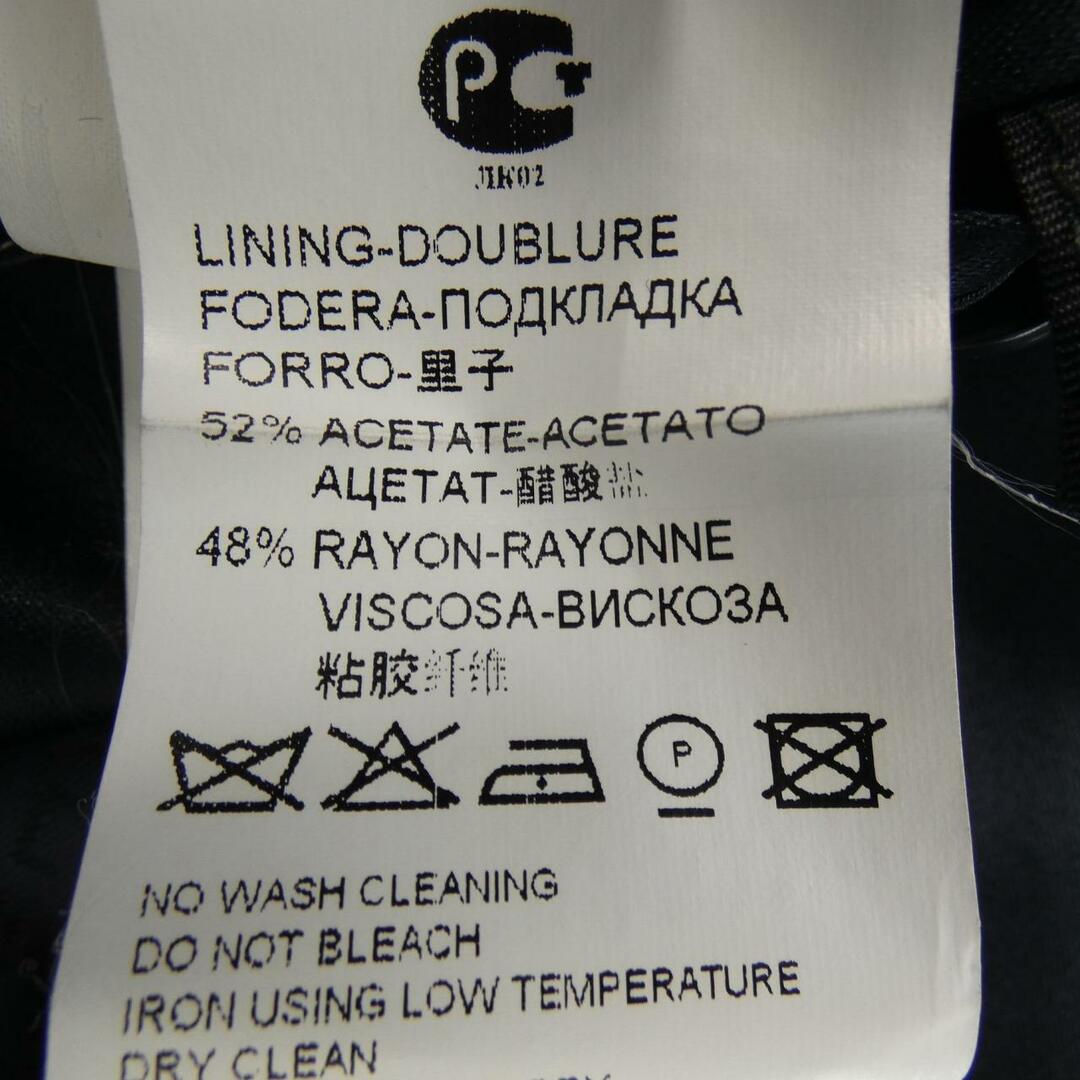 РСТ
ЛК02
LINING-DOUBLURE
FODERA-ПОДКЛАДКА
FORRO-里子
52% ACETATE-ACETATO
АЦЕТАТ-醋酸盐
48% RAYON-RAYONNE
VISCOSA-ВИСКОЗА
粘胶纤维
P
NO WASH CLEANING
DO NOT BLEACH
IRON USING LOW TEMPERATURE
DRY CLEAN